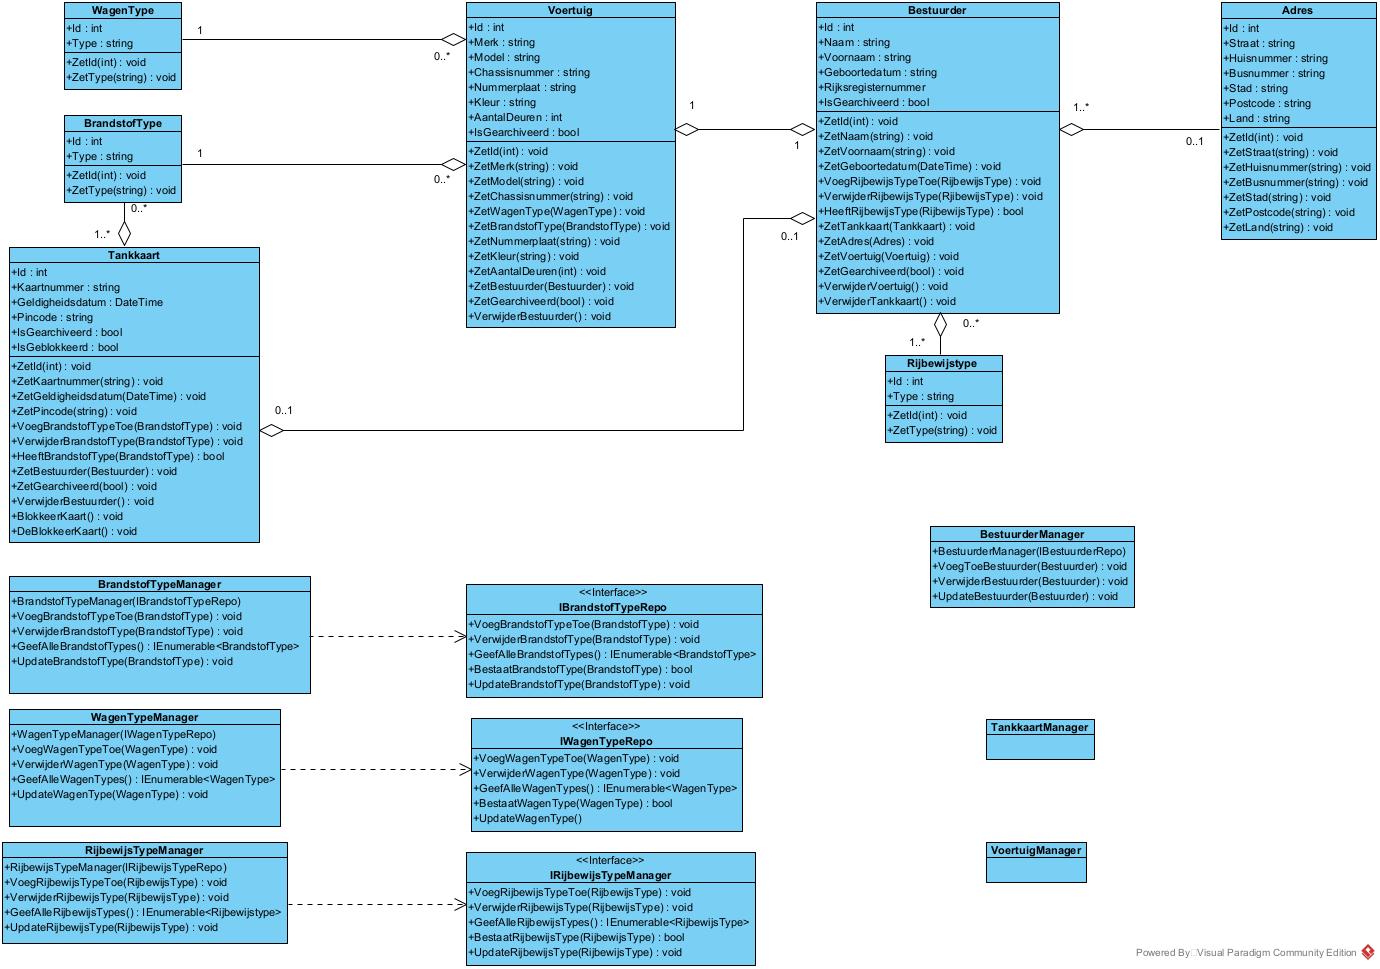 WagenType
+Id : int
+Type : string
+ZetId(int) : void
+ZetType(string) : void
1
0..*
BrandstofType
+Id : int
+Type : string
+ZetId(int) : void
+ZetType(string) : void
1
0..*
0..*
1..*
Tankkaart
+Id : int
+Kaartnummer : string
+Geldigheidsdatum : DateTime
+Pincode : string
+IsGearchiveerd : bool
+IsGeblokkeerd : bool
+ZetId(int) : void
+ZetKaartnummer(string) : void
+ZetGeldigheidsdatum(DateTime) : void
+ZetPincode(string) : void
+VoegBrandstofTypeToe(BrandstofType) : void
+VerwijderBrandstofType(BrandstofType) : void
+HeeftBrandstofType(BrandstofType) : bool
+ZetBestuurder(Bestuurder) : void
+ZetGearchiveerd(bool) : void
+VerwijderBestuurder() : void
+BlokkeerKaart() : void
+DeBlokkeerKaart() : void
0..1
0..1
Voertuig
+Id : int
+Merk : string
+Model : string
+Chassisnummer : string
+Nummerplaat : string
+Kleur : string
+AantalDeuren : int
+IsGearchiveerd : bool
+ZetId(int) : void
+ZetMerk(string) : void
+ZetModel(string) : void
+ZetChassisnummer(string) : void
+ZetWagenType(WagenType) : void
+ZetBrandstofType(BrandstofType) : void
+ZetNummerplaat(string) : void
+ZetKleur(string) : void
+ZetAantalDeuren(int) : void
+ZetBestuurder(Bestuurder) : void
+ZetGearchiveerd(bool) : void
+VerwijderBestuurder() : void
1
1
Bestuurder
+Id : int
+Naam : string
+Voornaam : string
+Geboortedatum : string
+Rijksregisternummer
+IsGearchiveerd : bool
+ZetId(int) : void
+ZetNaam(string) : void
+ZetVoornaam(string) : void
+ZetGeboortedatum(DateTime) : void
+VoegRijbewijsTypeToe(RijbewijsType) : void
+VerwijderRijbewijsType(RjibewijsType) : void
+HeeftRijbewijsType(RijbewijsType) : bool
+ZetTankkaart(Tankkaart) : void
+ZetAdres(Adres) : void
+ZetVoertuig(Voertuig) : void
+ZetGearchiveerd(bool) : void
+VerwijderVoertuig() : void
+VerwijderTankkaart() : void
1..*
0..1
Adres
+Id : int
+Straat : string
+Huisnummer : string
+Busnummer : string
+Stad : string
+Postcode : string
+Land : string
+ZetId(int) : void
+ZetStraat(string) : void
+ZetHuisnummer(string) : void
+ZetBusnummer(string) : void
+ZetStad(string) : void
+ZetPostcode(string) : void
+ZetLand(string) : void
0..*
1..*
Rijbewijstype
+Id : int
+Type : string
+ZetId(int) : void
+ZetType(string) : void
BestuurderManager
+BestuurderManager(IBestuurderRepo)
+VoegToeBestuurder(Bestuurder) : void
+VerwijderBestuurder(Bestuurder) : void
+UpdateBestuurder(Bestuurder) : void
BrandstofTypeManager
+BrandstofTypeManager(IBrandstofTypeRepo)
+VoegBrandstofTypeToe(BrandstofType) : void
+VerwijderBrandstofType(BrandstofType) : void
+GeefAlleBrandstofTypes() : IEnumerable<BrandstofType>
+UpdateBrandstofType(BrandstofType) : void
<<Interface>>
IBrandstofTypeRepo
+VoegBrandstofTypeToe(BrandstofType) : void
+VerwijderBrandstofType(BrandstofType) : void
+GeefAlleBrandstofTypes() : IEnumerable<BrandstofType>
+BestaatBrandstofType(BrandstofType) : bool
+UpdateBrandstofType(BrandstofType) : void
WagenTypeManager
+WagenTypeManager(IWagenTypeRepo)
+VoegWagenTypeToe(WagenType) : void
+VerwijderWagenType(WagenType) : void
+GeefAlleWagenTypes() : IEnumerable<WagenType>
+UpdateWagenType(WagenType) : void
<<Interface>>
IWagenTypeRepo
+VoegWagenTypeToe(WagenType) : void
+VerwijderWagenType(WagenType) : void
+GeefAlleWagenTypes() : IEnumerable<WagenType>
+BestaatWagenType(WagenType) : bool
+UpdateWagenType()
TankkaartManager
RijbewijsTypeManager
+RijbewijsTypeManager(IRijbewijsTypeRepo)
+VoegRijbewijsTypeToe(RijbewijsType) : void
+VerwijderRijbewijsType(RijbewijsType) : void
+GeefAlleRijbewijsTypes() : IEnumerable<Rijbewijstype>
+UpdateRijbewijsType(RijbewijsType) : void
<<Interface>>
IRijbewijsTypeManager
+VoegRijbewijsTypeToe(RijbewijsType) : void
+VerwijderRijbewijsType(RijbewijsType) : void
+GeefAlleRijbewijsTypes() : IEnumerable<RijbewijsType>
+BestaatRijbewijsType(RijbewijsType) : bool
+UpdateRijbewijsType(RijbewijsType) : void
VoertuigManager
Powered By Visual Paradigm Community Edition